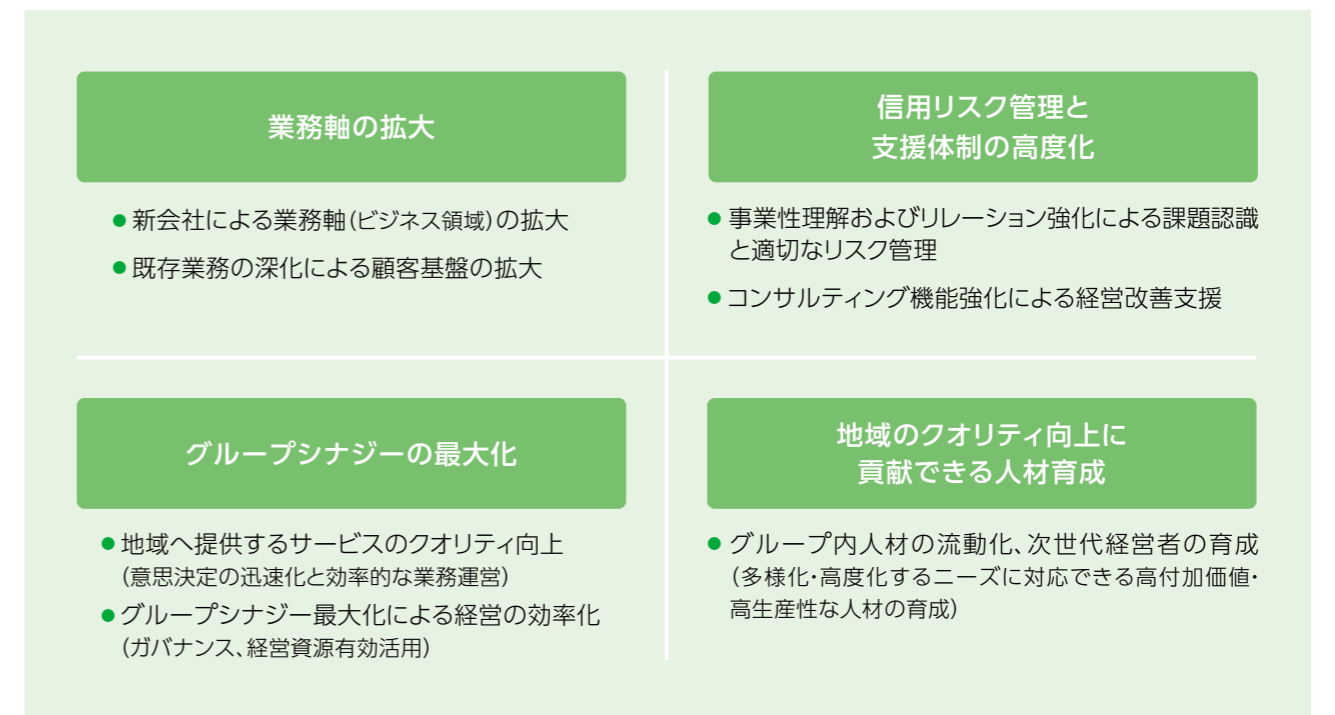 業務軸の拡大
●新会社による業務軸(ビジネス領域)の拡大
●既存業務の深化による顧客基盤の拡大
信用リスク管理と
支援体制の高度化
●事業性理解およびリレーション強化による課題認識
と適切なリスク管理
●コンサルティング機能強化による経営改善支援
グループシナジーの最大化
●地域へ提供するサービスのクオリティ向上
(意思決定の迅速化と効率的な業務運営)
●グループシナジー最大化による経営の効率化
(ガバナンス、経営資源有効活用)
地域のクオリティ向上に
貢献できる人材育成
●グループ内人材の流動化、次世代経営者の育成
(多様化・高度化するニーズに対応できる高付加価値・
高生産性な人材の育成)